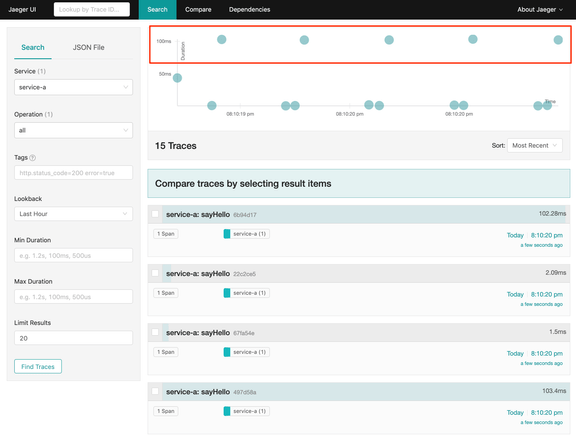 Jaeger UI
Lookup by Trace ID...
Search
Compare
Dependencies
About Jaeger
Search
JSON File
Service (1)
service-a
Operation (1)
all
Tags
http.status_code=200 error=true
Lookback
Last Hour
Min Duration
e.g. 1.2s, 100ms, 500us
Max Duration
e.g. 1.2s, 100ms, 500us
Limit Results
20
Find Traces
Duration
100ms
50ms
Time
08:10:19 pm
08:10:20 pm
08:10:20 pm
15 Traces
Sort: Most Recent
Compare traces by selecting result items
service-a: sayHello 6b94d17
102.28ms
1 Span
service-a (1)
Today 8:10:20 pm
a few seconds ago
service-a: sayHello 22c2ce5
2.09ms
1 Span
service-a (1)
Today 8:10:20 pm
a few seconds ago
service-a: sayHello 67fa54e
1.5ms
1 Span
service-a (1)
Today 8:10:20 pm
a few seconds ago
service-a: sayHello 497d58a
103.4ms
1 Span
service-a (1)
Today 8:10:20 pm
a few seconds ago